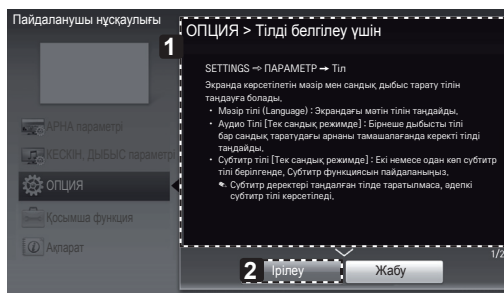 Пайдаланушы нұсқаулығы
1
ОПЦИЯ > Тілді белгілеу үшін
SETTINGS ⇨ ПАРАМЕТР ➞ Тіл
Экранда көрсетілетін мәзір мен сандық дыбыс тарату тілін
таңдауға болады,
• Мәзір тілі (Language) : Экрандағы мәтін тілін таңдайды,
• Аудио Тілі [Тек сандық режимде] : Бірнеше дыбысты тілі
бар сандық таратудағы арнаны тамашалағанда керекті тілді
таңдайды,
• Субтитр тілі [Тек сандық режимде] : Екі немесе одан көп субтитр
тілі берілгенде, Субтитр функциясын пайдаланыңыз,
✎ Субтитр деректері таңдалған тілде таратылмаса, әдепкі
субтитр тілі көрсетіледі,
АРНА параметрі
КЕСКІН, ДЫБЫС параметрі
ОПЦИЯ
Қосымша функция
Ақпарат
1/2
2
Ірілеу
Жабу